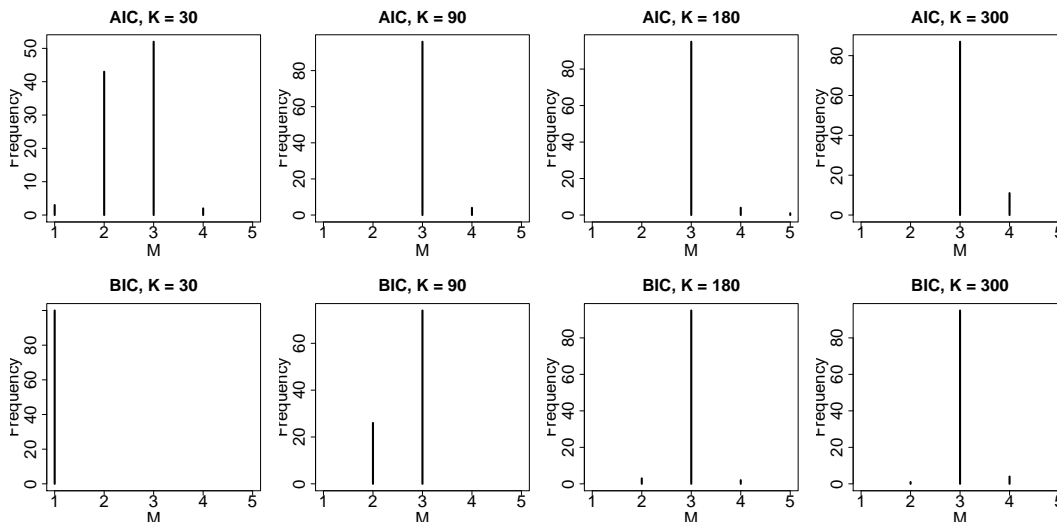 AIC, K = 30
Frequency
0 10 20 30 40 50
1 2 3 4 5
M
AIC, K = 90
Frequency
0 20 40 60 80
1 2 3 4 5
M
AIC, K = 180
Frequency
0 20 40 60 80
1 2 3 4 5
M
AIC, K = 300
Frequency
0 20 40 60 80
1 2 3 4 5
M
BIC, K = 30
Frequency
0 20 40 60 80
1 2 3 4 5
M
BIC, K = 90
Frequency
0 20 40 60
1 2 3 4 5
M
BIC, K = 180
Frequency
0 20 40 60 80
1 2 3 4 5
M
BIC, K = 300
Frequency
0 20 40 60 80
1 2 3 4 5
M